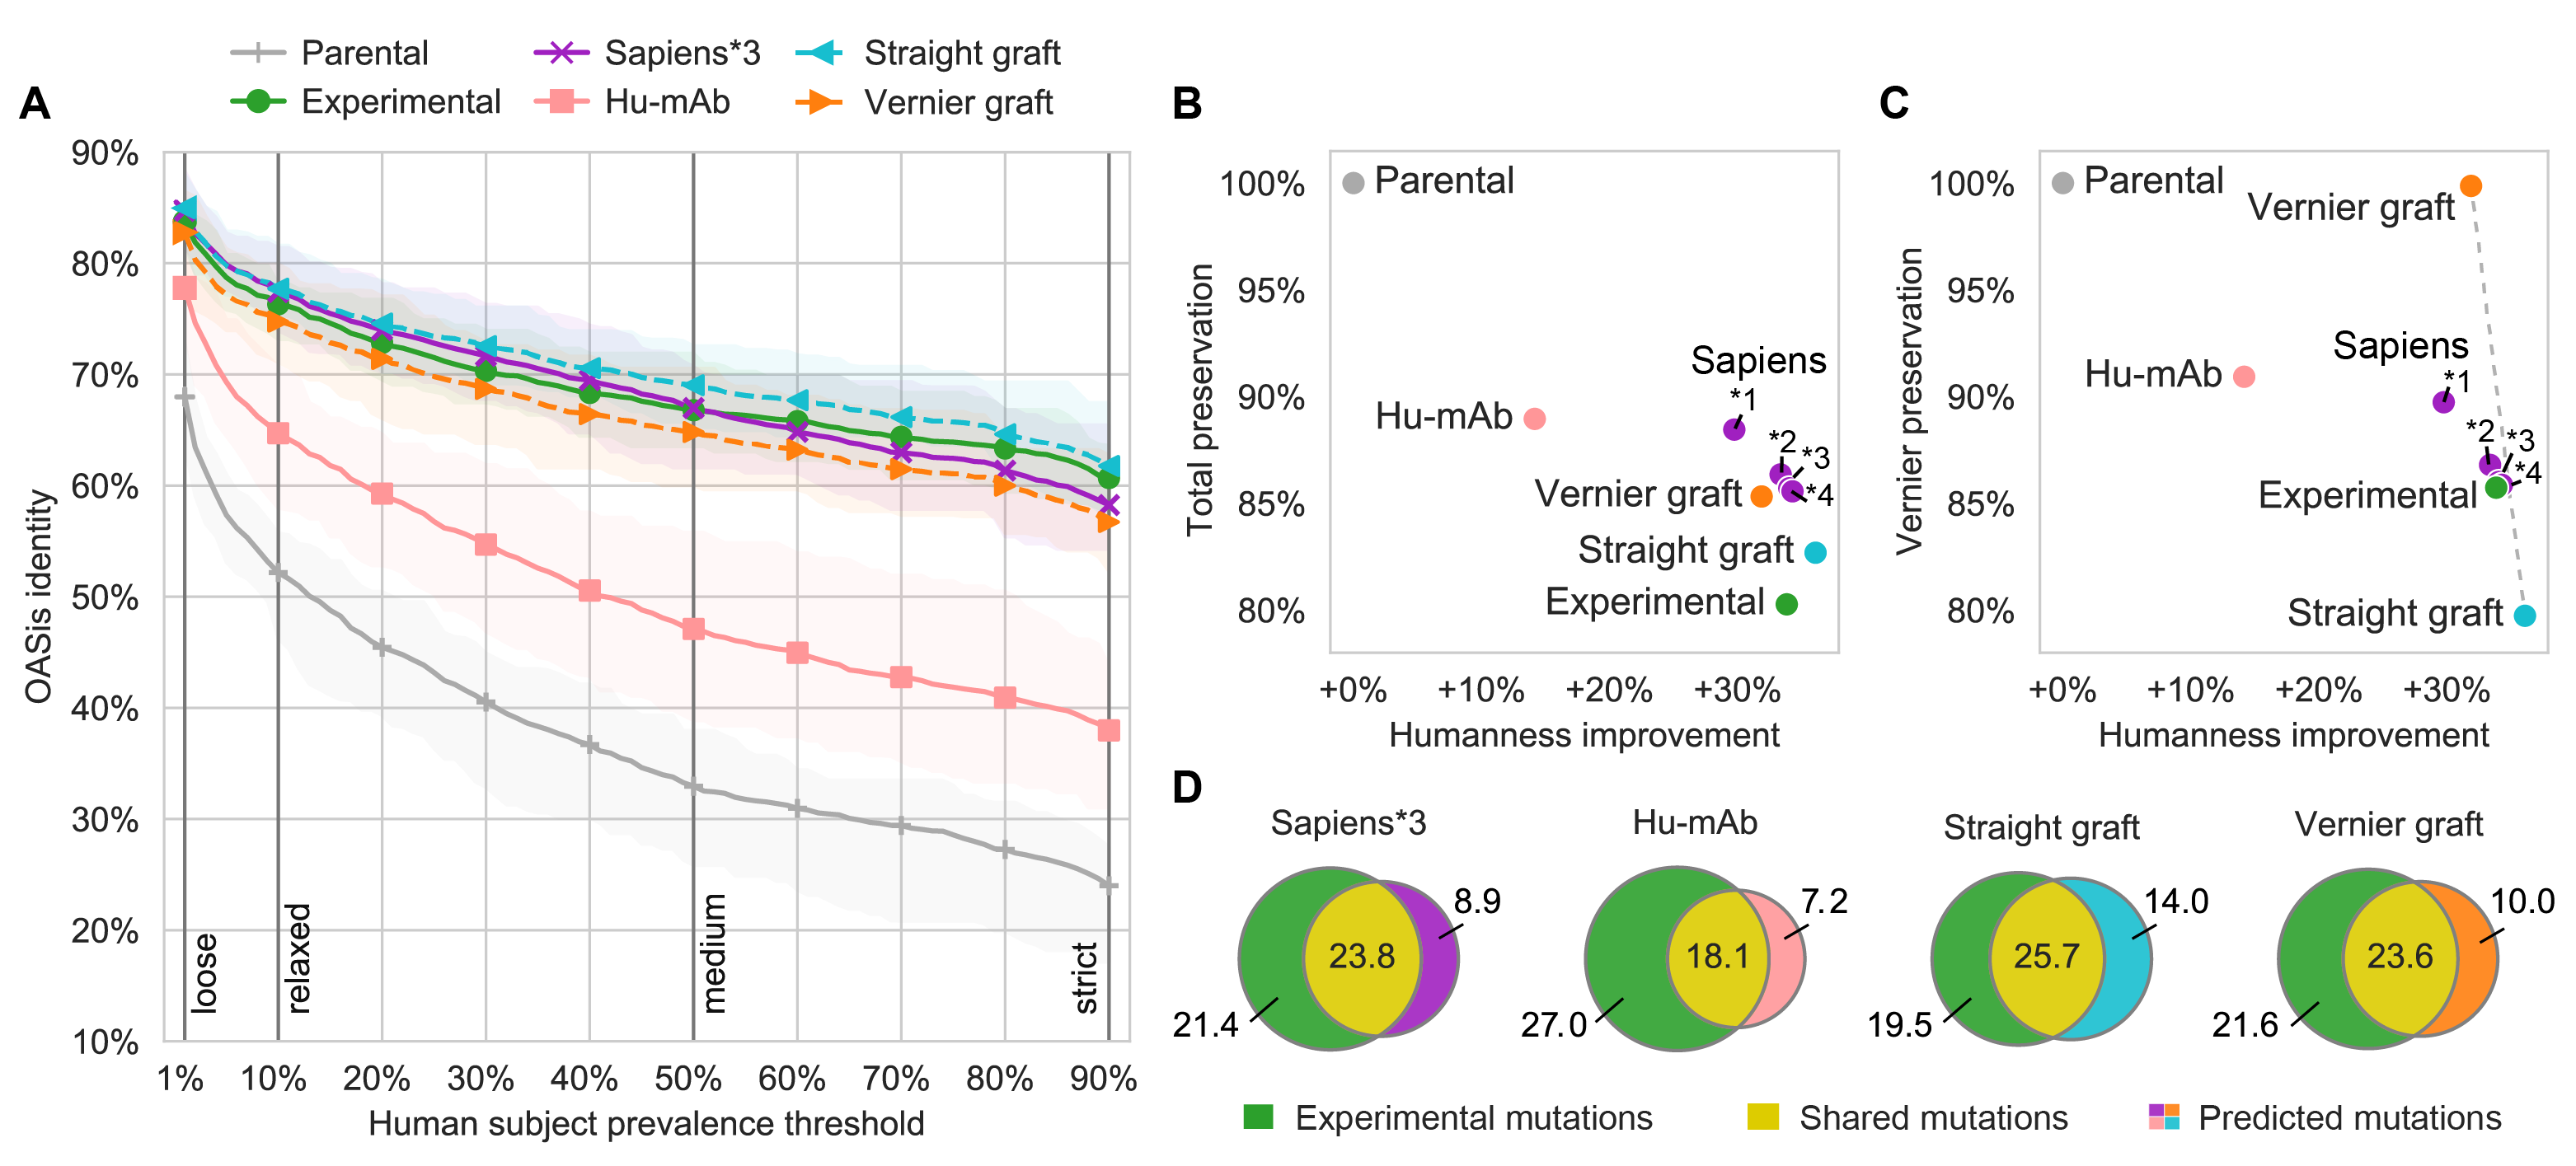 Parental
Sapiens*3
Straight graft
Experimental
Hu-mAb
Vernier graft
A
90%
80%
70%
60%
50%
40%
30%
20%
10%
OASis identity
loose
relaxed
medium
strict
1%
10%
20%
30%
40%
50%
60%
70%
80%
90%
Human subject prevalence threshold
B
100%
95%
90%
85%
80%
Total preservation
Parental
Hu-mAb
Sapiens
*1
*2
*3
*4
Vernier graft
Straight graft
Experimental
+0%
+10%
+20%
+30%
Humanness improvement
C
100%
95%
90%
85%
80%
Vernier preservation
Parental
Vernier graft
Hu-mAb
Sapiens
*1
*2
*3
*4
Experimental
Straight graft
+0%
+10%
+20%
+30%
Humanness improvement
D
Sapiens*3
8.9
23.8
21.4
Hu-mAb
7.2
18.1
27.0
Straight graft
14.0
25.7
19.5
Vernier graft
10.0
23.6
21.6
Experimental mutations
Shared mutations
Predicted mutations